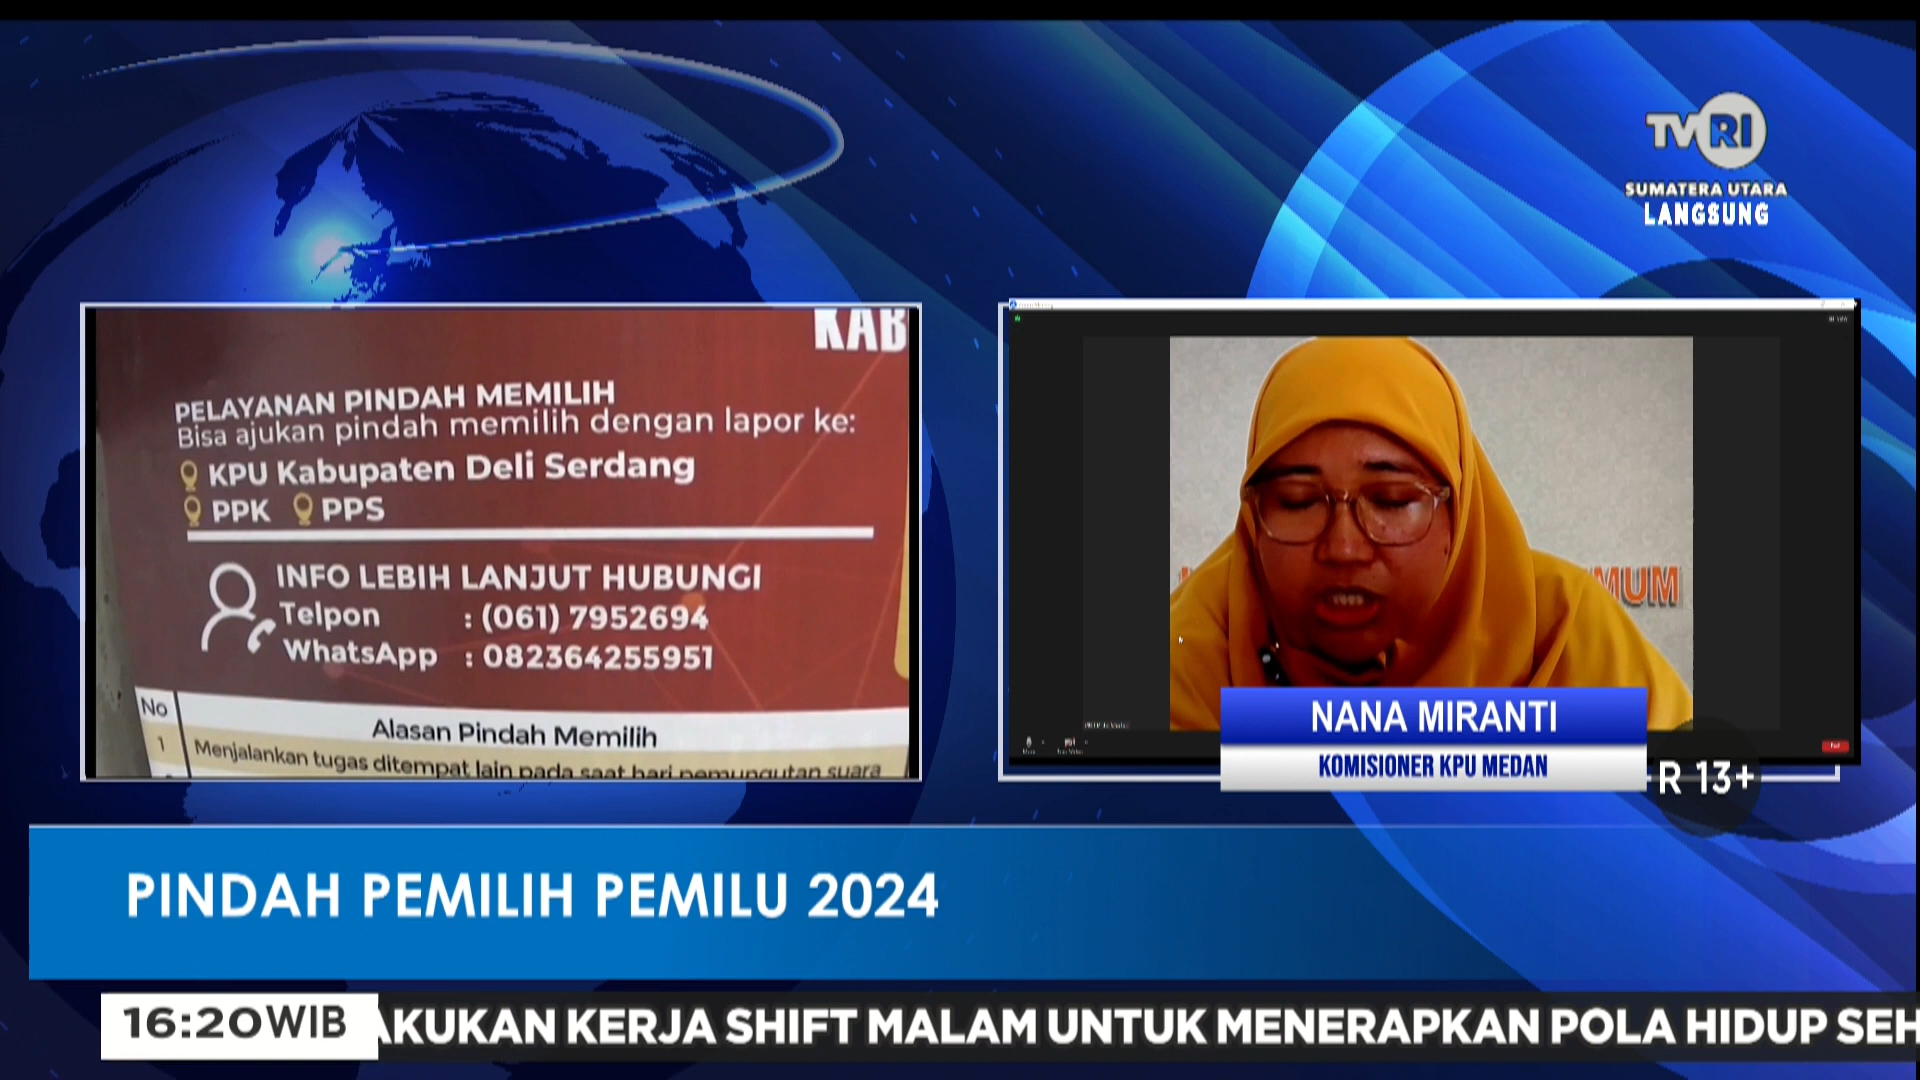 TVRI
SUMATERA UTARA
LANGSUNG
KAB
PELAYANAN PINDAH MEMILIH
Bisa ajukan pindah memilih dengan lapor ke:
KPU Kabupaten Deli Serdang
PPK PPS
INFO LEBIH LANJUT HUBUNGI
Telpon : (061) 7952694
WhatsApp : 082364255951
No Alasan Pindah Memilih
1 Menjalankan tugas ditempat lain pada saat hari pemungutan suara
MUM
NANA MIRANTI
KOMISIONER KPU MEDAN
R 13+
PINDAH PEMILIH PEMILU 2024
16:20 WIB AKUKAN KERJA SHIFT MALAM UNTUK MENERAPKAN POLA HIDUP SEH